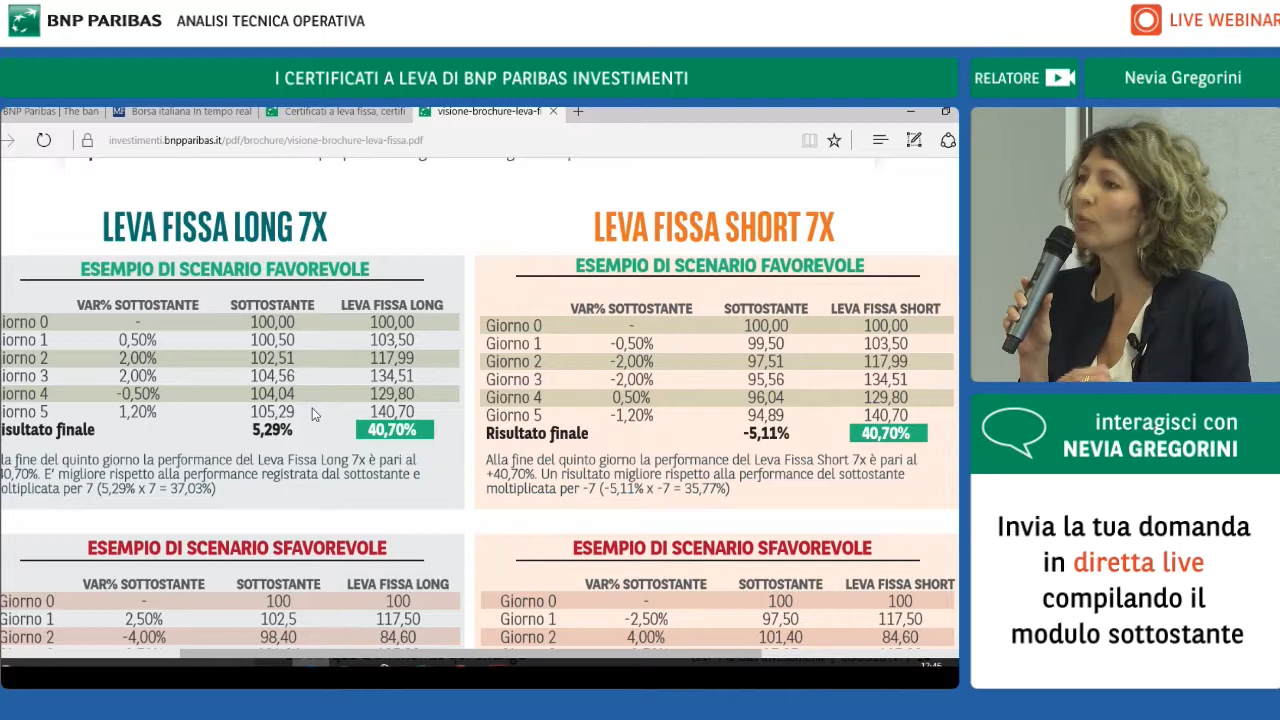 BNP PARIBAS ANALISI TECNICA OPERATIVA
LIVE WEBINAR
I CERTIFICATI A LEVA DI BNP PARIBAS INVESTIMENTI
RELATORE
Nevia Gregorini
BNP Paribas | The ban
Borsa italiana In tempo real
Certificati a leva fissa, certifi
visione-brochure-leva-fi
investimenti.bnpparibas.it/pdf/brochure/visione-brochure-leva-fissa.pdf
LEVA FISSA LONG 7X
ESEMPIO DI SCENARIO FAVOREVOLE
VAR% SOTTOSTANTE SOTTOSTANTE LEVA FISSA LONG
iorno 0 - 100,00 100,00
iorno 1 0,50% 100,50 103,50
iorno 2 2,00% 102,51 117,99
iorno 3 2,00% 104,56 134,51
iorno 4 -0,50% 104,04 129,80
iorno 5 1,20% 105,29 140,70
isultato finale 5,29% 40,70%
la fine del quinto giorno la performance del Leva Fissa Long 7x è pari al
40,70%. E' migliore rispetto alla performance registrata dal sottostante e
oltiplicata per 7 (5,29% x 7 = 37,03%)
LEVA FISSA SHORT 7X
ESEMPIO DI SCENARIO FAVOREVOLE
VAR% SOTTOSTANTE SOTTOSTANTE LEVA FISSA SHORT
Giorno 0 - 100,00 100,00
Giorno 1 -0,50% 99,50 103,50
Giorno 2 -2,00% 97,51 117,99
Giorno 3 -2,00% 95,56 134,51
Giorno 4 0,50% 96,04 129,80
Giorno 5 -1,20% 94,89 140,70
Risultato finale -5,11% 40,70%
Alla fine del quinto giorno la performance del Leva Fissa Short 7x è pari al
+40,70%. Un risultato migliore rispetto alla performance del sottostante
moltiplicata per -7 (-5,11% x -7 = 35,77%)
ESEMPIO DI SCENARIO SFAVOREVOLE
VAR% SOTTOSTANTE SOTTOSTANTE LEVA FISSA LONG
Giorno 0 - 100 100
Giorno 1 2,50% 102,5 117,50
Giorno 2 -4,00% 98,40 84,60
ESEMPIO DI SCENARIO SFAVOREVOLE
VAR% SOTTOSTANTE SOTTOSTANTE LEVA FISSA SHORT
Giorno 0 - 100 100
Giorno 1 -2,50% 97,50 117,50
Giorno 2 4,00% 101,40 84,60
interagisci con
NEVIA GREGORINI
Invia la tua domanda
in diretta live
compilando il
modulo sottostante